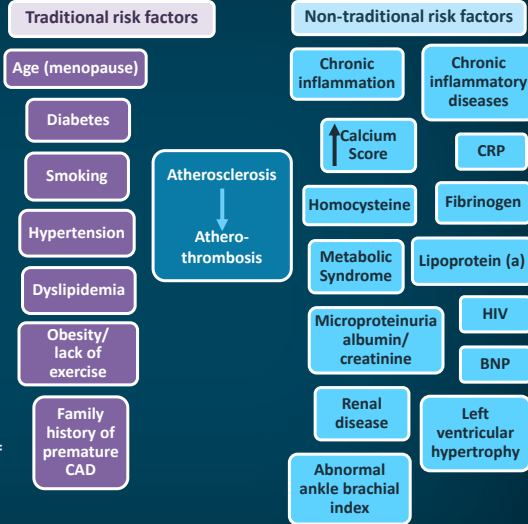 Traditional risk factors
Age (menopause)
Diabetes
Smoking
Hypertension
Dyslipidemia
Obesity/
lack of
exercise
Family
history of
premature
CAD
=
Atherosclerosis
Athero-
thrombosis
Non-traditional risk factors
Chronic
inflammation
Chronic
inflammatory
diseases
Calcium
Score
CRP
Homocysteine
Fibrinogen
Metabolic
Syndrome
Lipoprotein (a)
Microproteinuria
albumin/
creatinine
HIV
BNP
Renal
disease
Left
ventricular
hypertrophy
Abnormal
ankle brachial
index